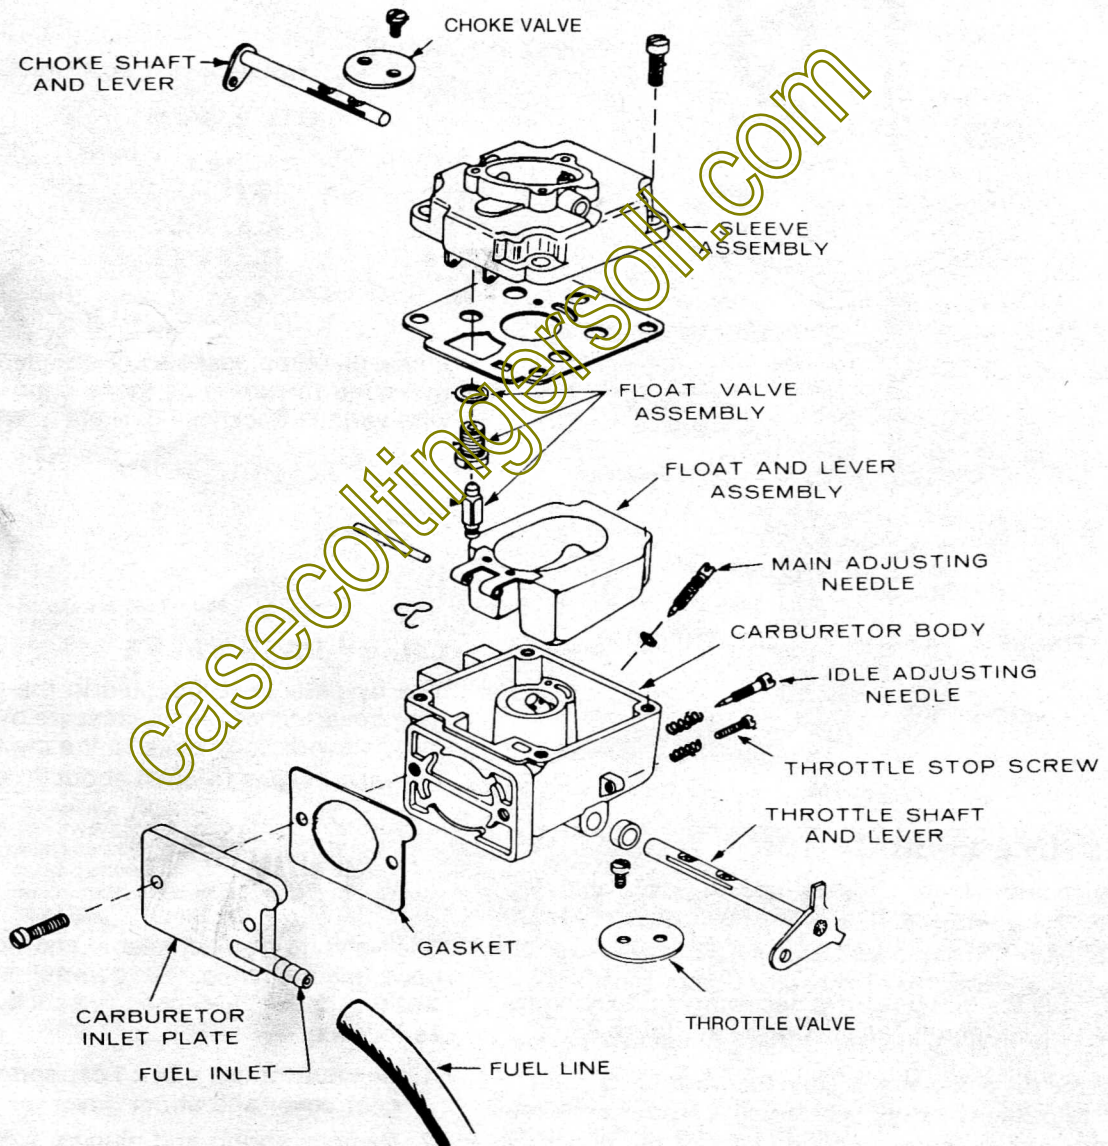 CHOKE VALVE
CHOKE SHAFT
AND LEVER
SLEEVE
ASSEMBLY
FLOAT VALVE
ASSEMBLY
FLOAT AND LEVER
ASSEMBLY
MAIN ADJUSTING
NEEDLE
CARBURETOR BODY
IDLE ADJUSTING
NEEDLE
THROTTLE STOP SCREW
THROTTLE SHAFT
AND LEVER
GASKET
CARBURETOR
INLET PLATE
THROTTLE VALVE
FUEL INLET
FUEL LINE
casecoltingersoll.com